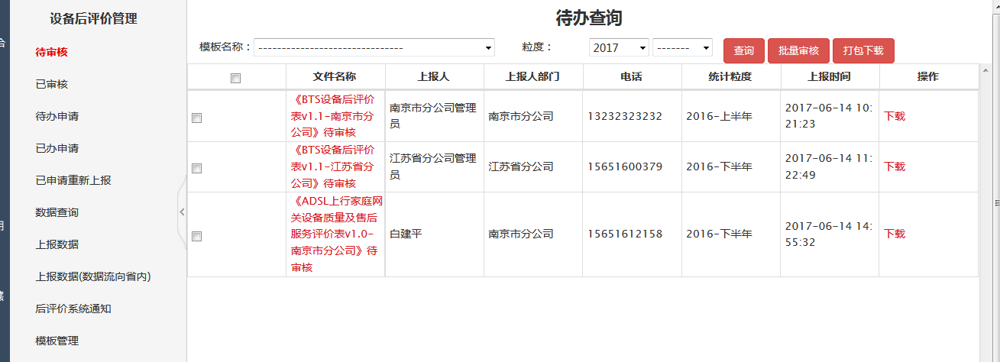 设备后评价管理
待审核
已审核
待办申请
已办申请
已申请重新上报
数据查询
上报数据
上报数据(数据流向省内)
后评价系统通知
模板管理
合
用
藏
待办查询
模板名称： ------------------------------- 粒度： 2017 ------- 查询 批量审核 打包下载
文件名称 上报人 上报人部门 电话 统计粒度 上报时间 操作
《BTS设备后评价
表v1.1-南京市分
公司》待审核
南京市分公司管理
员
南京市分公司
13232323232
2016-上半年
2017-06-14 10:
21:23
下载
《BTS设备后评价
表v1.1-江苏省分
公司》待审核
江苏省分公司管理
员
江苏省分公司
15651600379
2016-下半年
2017-06-14 11:
22:49
下载
《ADSL上行家庭网
关设备质量及售后
服务评价表v1.0-
南京市分公司》待
审核
白建平
南京市分公司
15651612158
2016-下半年
2017-06-14 14:
55:32
下载